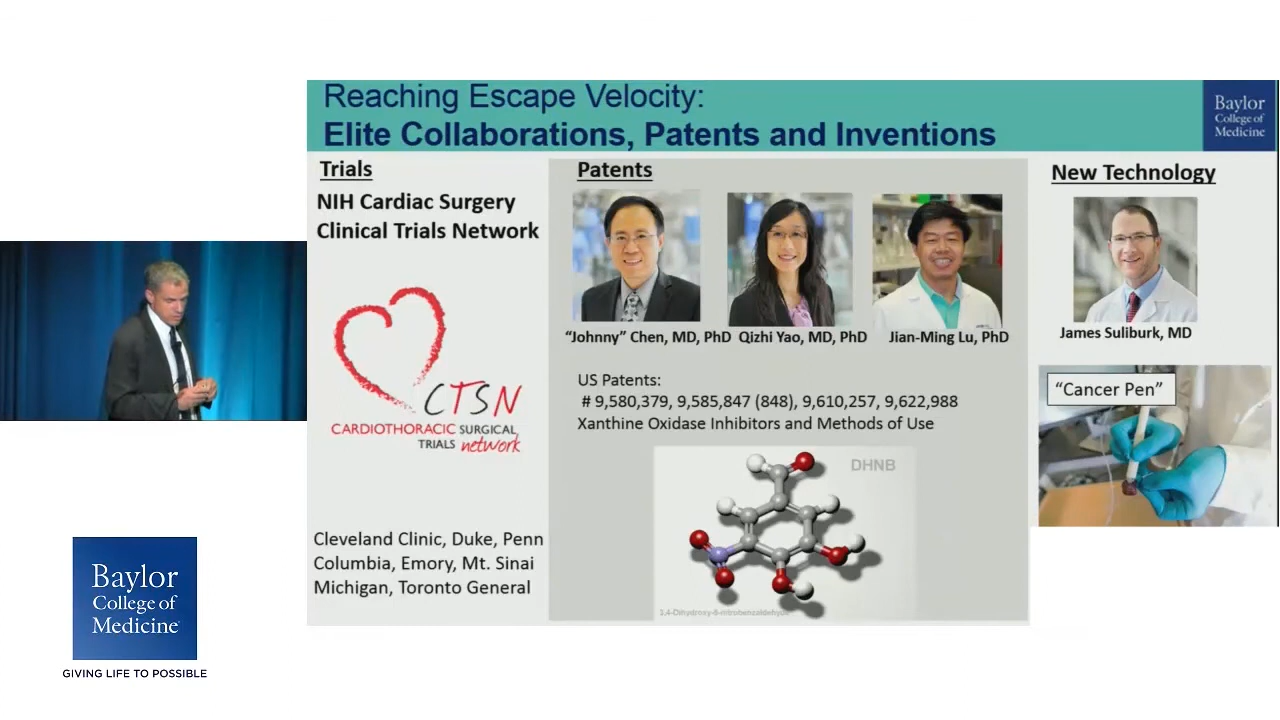 Reaching Escape Velocity:
Elite Collaborations, Patents and Inventions
Baylor
College of
Medicine
Trials
NIH Cardiac Surgery
Clinical Trials Network
CTSN
CARDIOTHORACIC SURGICAL
TRIALS network
Cleveland Clinic, Duke, Penn
Columbia, Emory, Mt. Sinai
Michigan, Toronto General
Patents
“Johnny” Chen, MD, PhD
Qizhi Yao, MD, PhD
Jian-Ming Lu, PhD
US Patents:
# 9,580,379, 9,585,847 (848), 9,610,257, 9,622,988
Xanthine Oxidase Inhibitors and Methods of Use
DHNB
New Technology
James Suliburk, MD
“Cancer Pen”
Baylor
College of
Medicine
GIVING LIFE TO POSSIBLE